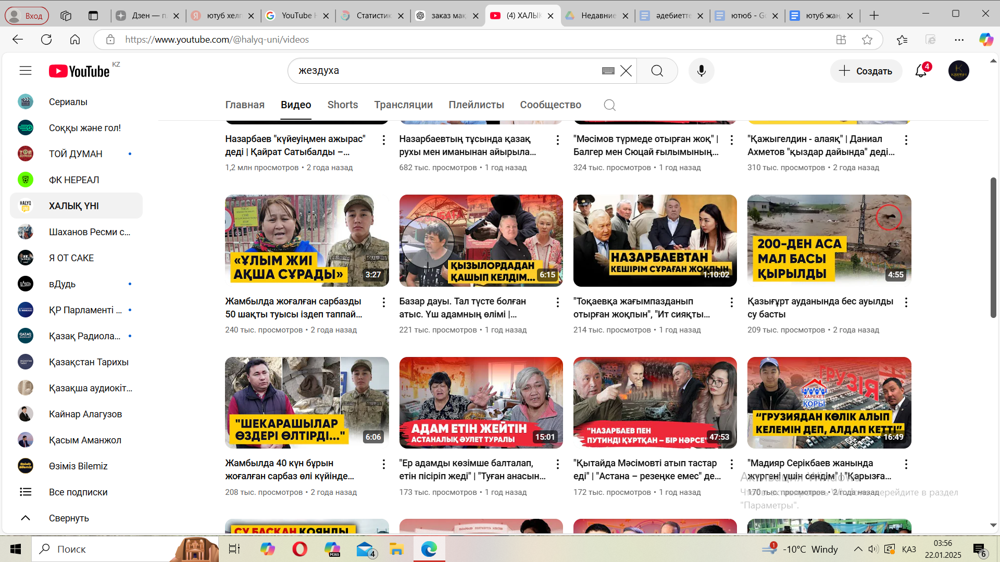 Вход
Дзен — п
ютуб хелп
YouTube H
Статистик
заказ мак
(4) ХАЛЫҚ
Недавние
әдебиетте
ютюб - Go
ютуб жаң
https://www.youtube.com/@halyq-uni/videos
YouTube KZ
жездуха
Создать
4
Главная
Видео
Shorts
Трансляции
Плейлисты
Сообщество
Сериалы
Соққы және гол!
ТОЙ ДУМАН
ФК НЕРЕАЛ
ХАЛЫҚ ҮНІ
Шаханов Ресми с...
Я ОТ САКЕ
вДудь
ҚР Парламенті ...
Қазақ Радиола...
Қазақстан Тарихы
Қазақша аудиокіт...
Кайнар Алагузов
Қасым Аманжол
Өзіміз Bilemiz
Все подписки
Свернуть
Назарбаев "күйеуіңмен ажырас"
деді | Қайрат Сатыбалды –...
1,2 млн просмотров • 2 года назад
Назарбаевтың тұсында қазақ
рухы мен иманынан айырыла...
682 тыс. просмотров • 1 год назад
"Мәсімов түрмеде отырған жоқ" |
Балгер мен Сюцай ғылымының...
324 тыс. просмотров • 1 год назад
"Қажыгелдин - алаяқ" | Даниал
Ахметов "қыздар дайында" деді...
310 тыс. просмотров • 2 года назад
«ҰЛЫМ ЖИІ
АҚША СҰРАДЫ»
3:27
ҚЫЗЫЛОРДАДАН
ҚАШЫП КЕЛДІМ...
6:15
НАЗАРБАЕВТАН
КЕШІРІМ СҰРАҒАН ЖОҚПЫН
1:10:02
200-ДЕН АСА
МАЛ БАСЫ
ҚЫРЫЛДЫ
4:55
Жамбылда жоғалған сарбазды
50 шақты туысы іздеп таппай...
240 тыс. просмотров • 2 года назад
Базар дауы. Тал түсте болған
атыс. Үш адамның өлімі |...
221 тыс. просмотров • 1 год назад
"Тоқаевқа жағымпазданып
отырған жоқпын", "Ит сияқты...
214 тыс. просмотров • 1 год назад
Қазығұрт ауданында бес ауылды
су басты
209 тыс. просмотров • 2 года назад
"ШЕКАРАШЫЛАР
ӨЗДЕРІ ӨЛТІРДІ..."
6:06
АДАМ ЕТІН ЖЕЙТІН
АСТАНАЛЫҚ ӘУЛЕТ ТУРАЛЫ
15:01
"НАЗАРБАЕВ ПЕН
ПУТИНДІ ҚҰРТҚАН – БІР НӘРСЕ"
47:53
ГРУЗІЯ
ХАРЕКЕТ
ҚОРЫ
“ГРУЗИЯДАН КӨЛІК АЛЫП
КЕЛЕМІН ДЕП, АЛДАП КЕТТІ”
16:49
Жамбылда 40 күн бұрын
жоғалған сарбаз өлі күйінде...
208 тыс. просмотров • 2 года назад
"Ер адамды көзімше балталап,
етін пісіріп жеді" | "Туған анасын...
173 тыс. просмотров • 1 год назад
"Қытайда Мәсімовті атып тастар
еді" | "Астана – резеңке емес" де...
172 тыс. просмотров • 1 год назад
"Мадияр Серікбаев жанында
жүргені үшін сендім" | "Қарызға...
170 тыс. просмотров • 2 года назад
Активация Windows
Чтобы активировать Windows, перейдите в раздел
"Параметры".
СУ БАСҚАН ҚОЯНДЫ
Поиск
M365
4
1
-10°C Windy
ҚАЗ
03:56
22.01.2025
6